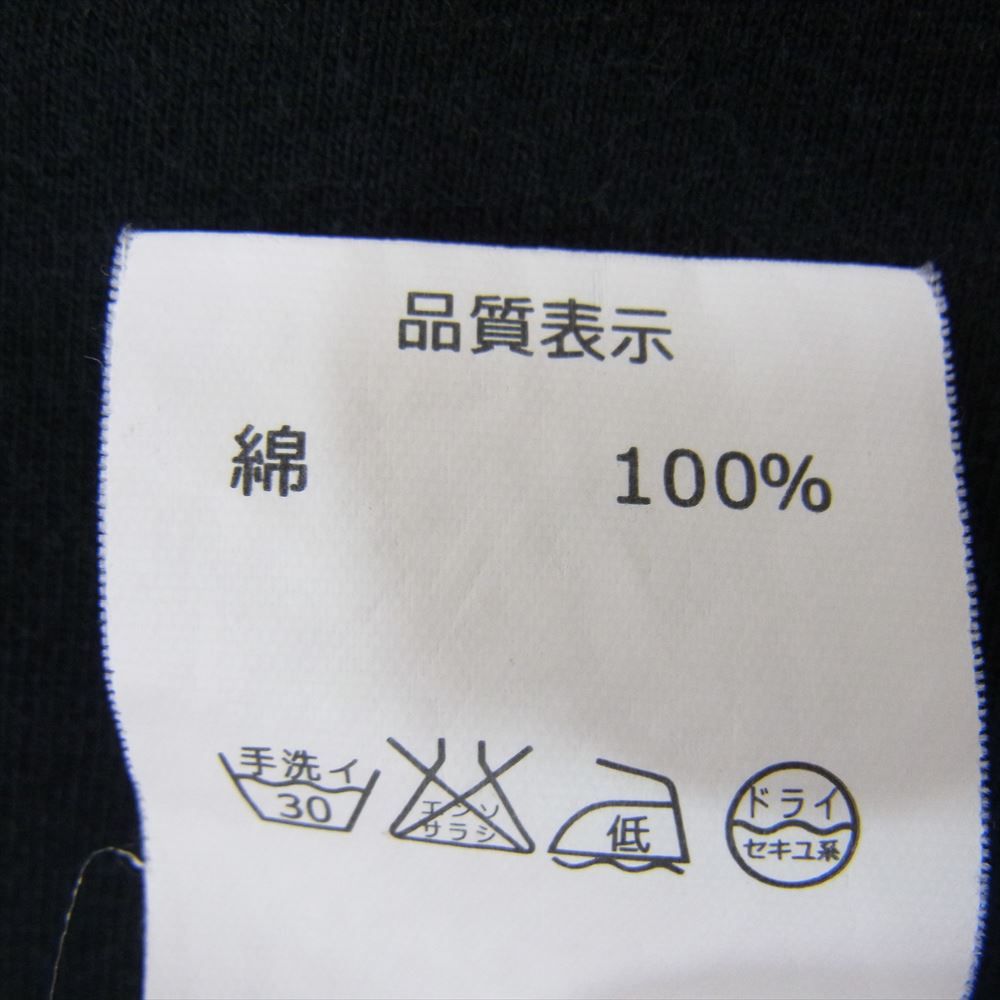 品質表示
綿 100%
手洗イ
30
エンソ
サラシ
低
ドライ
セキユ系